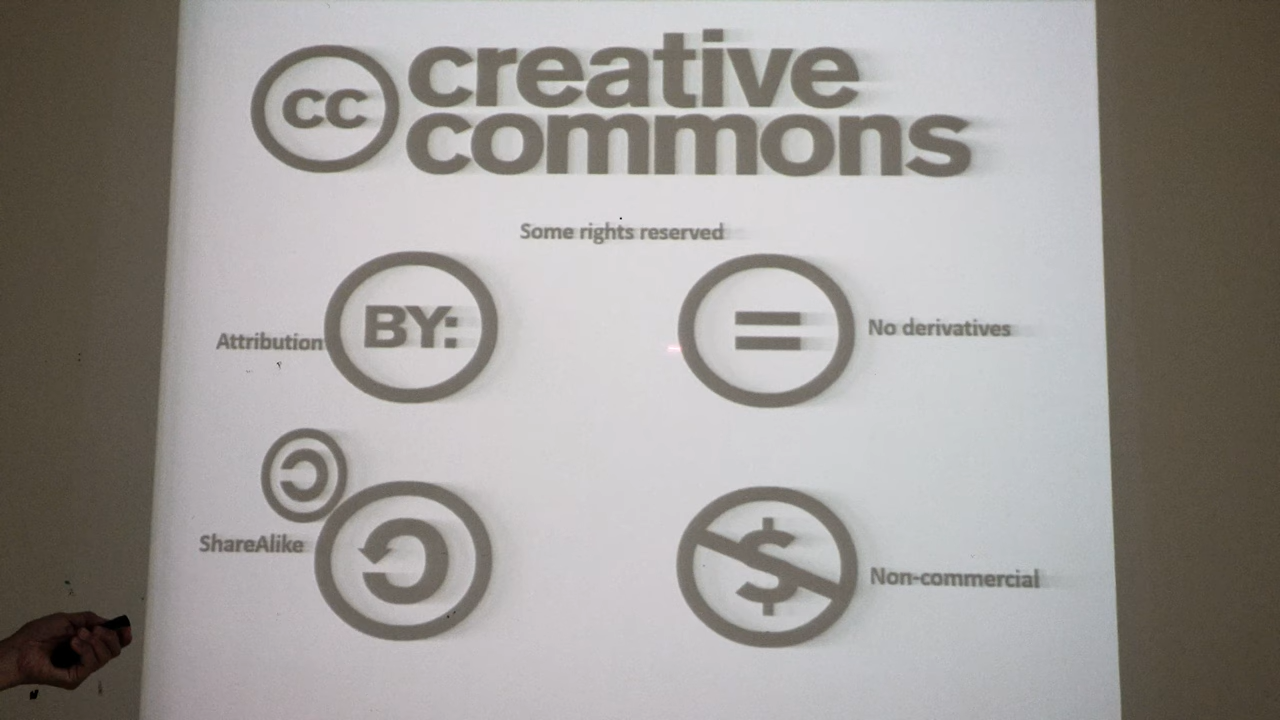 cc creative
commons
Some rights reserved
Attribution BY: = No derivatives
ShareAlike $ Non-commercial